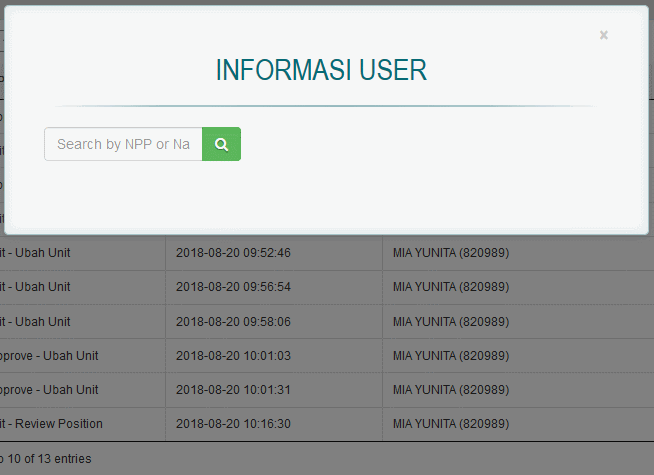 ×
INFORMASI USER
Search by NPP or Na
- Ubah Unit 2018-08-20 09:52:46 MIA YUNITA (820989)
- Ubah Unit 2018-08-20 09:56:54 MIA YUNITA (820989)
- Ubah Unit 2018-08-20 09:58:06 MIA YUNITA (820989)
pprove - Ubah Unit 2018-08-20 10:01:03 MIA YUNITA (820989)
pprove - Ubah Unit 2018-08-20 10:01:31 MIA YUNITA (820989)
- Review Position 2018-08-20 10:16:30 MIA YUNITA (820989)
10 of 13 entries